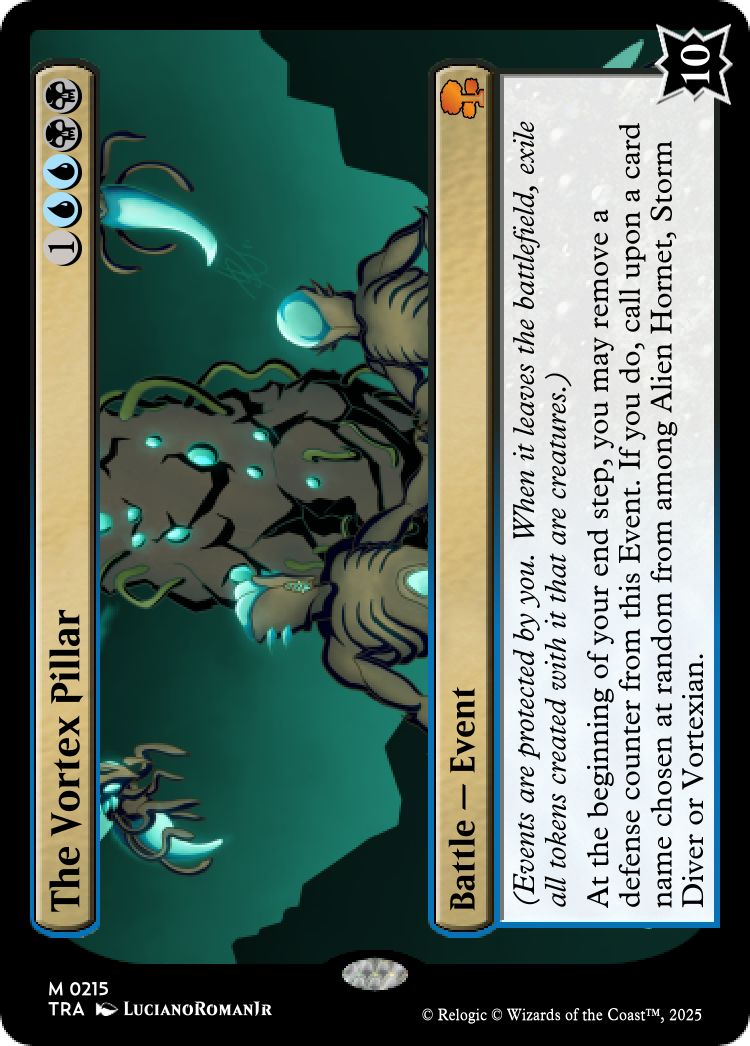 The Vortex Pillar 1
Battle — Event
10
(Events are protected by you. When it leaves the battlefield, exile
all tokens created with it that are creatures.)
At the beginning of your end step, you may remove a
defense counter from this Event. If you do, call upon a card
name chosen at random from among Alien Hornet, Storm
Diver or Vortexian.
M 0215
TRA LucianoRomanJr
© Relogic © Wizards of the Coast™, 2025